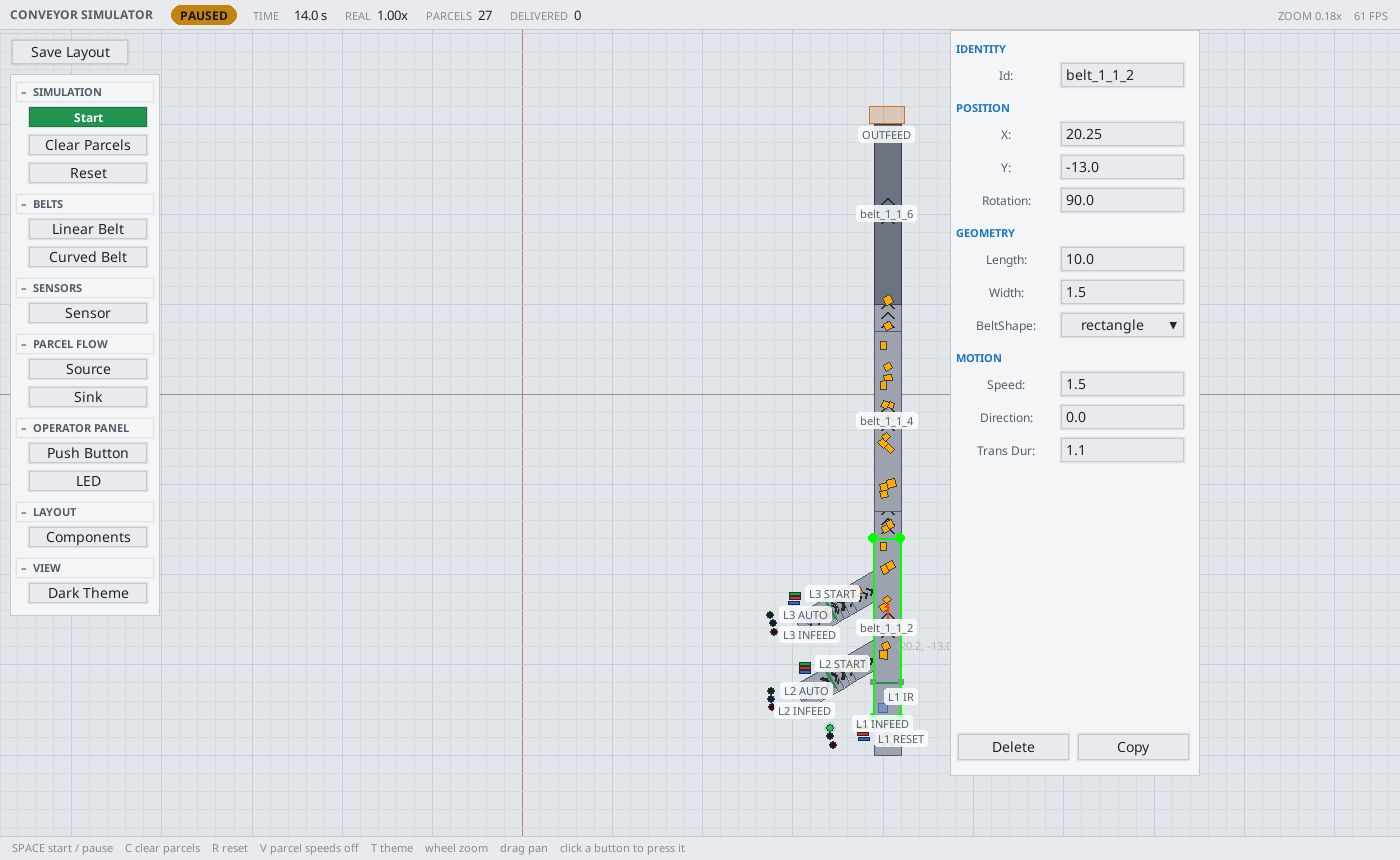 CONVEYOR SIMULATOR PAUSED TIME 14.0 s REAL 1.00x PARCELS 27 DELIVERED 0 ZOOM 0.18x 61 FPS
Save Layout
− SIMULATION
Start
Clear Parcels
Reset
− BELTS
Linear Belt
Curved Belt
− SENSORS
Sensor
− PARCEL FLOW
Source
Sink
− OPERATOR PANEL
Push Button
LED
− LAYOUT
Components
− VIEW
Dark Theme
OUTFEED
belt_1_1_6
belt_1_1_4
L3 START
L3 AUTO
L3 INFEED
belt_1_1_2
20.2, -13.0
L2 START
L2 AUTO
L2 INFEED
L1 IR
L1 INFEED
L1 RESET
IDENTITY
Id: belt_1_1_2
POSITION
X: 20.25
Y: -13.0
Rotation: 90.0
GEOMETRY
Length: 10.0
Width: 1.5
BeltShape: rectangle ▼
MOTION
Speed: 1.5
Direction: 0.0
Trans Dur: 1.1
Delete Copy
SPACE start / pause C clear parcels R reset V parcel speeds off T theme wheel zoom drag pan click a button to press it